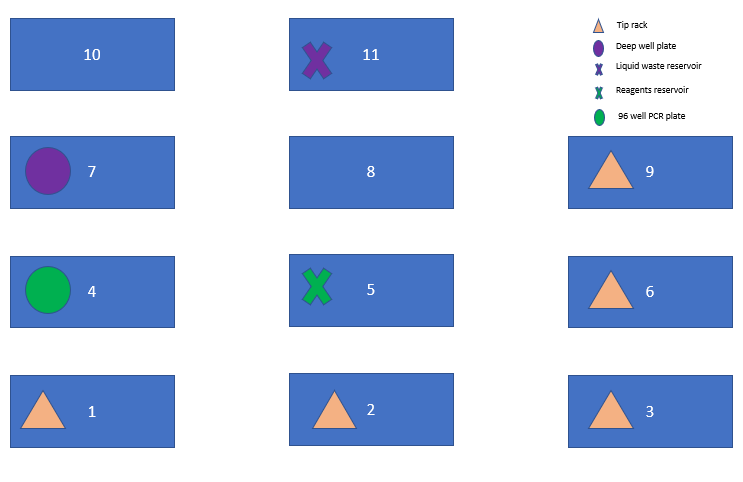 10
11
Tip rack
Deep well plate
Liquid waste reservoir
Reagents reservoir
96 well PCR plate
7
8
9
4
5
6
1
2
3